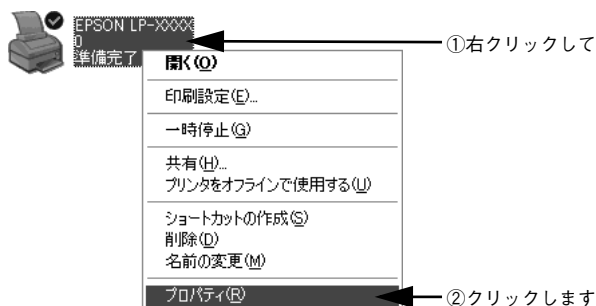 EPSON LP-XXXX
0
準備完了
①右クリックして
開く(O)
印刷設定(E)...
一時停止(G)
共有(H)...
プリンタをオフラインで使用する(U)
ショートカットの作成(S)
削除(D)
名前の変更(M)
プロパティ(R)
②クリックします